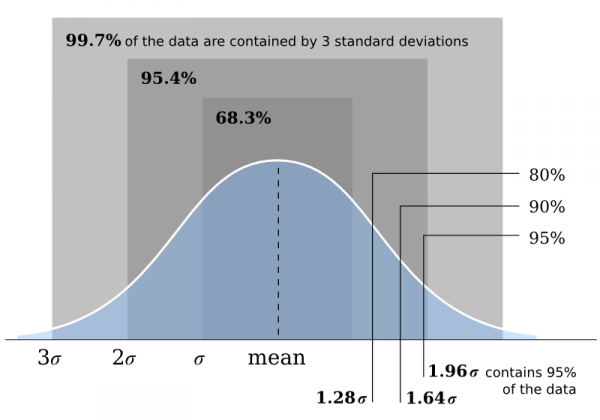 99.7% of the data are contained by 3 standard deviations
95.4%
68.3%
80%
90%
95%
3σ 2σ σ mean
1.96σ contains 95%
of the data
1.28σ 1.64σ